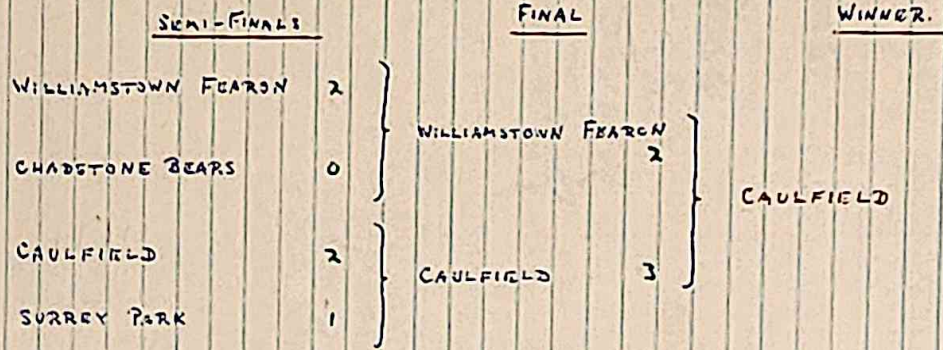 SEMI-FINALS FINAL WINNER.
WILLIAMSTOWN FEARON 2
WILLIAMSTOWN FEARON
2
CHADSTONE BEARS 0
CAULFIELD
CAULFIELD 2
CAULFIELD 3
SURREY PARK 1